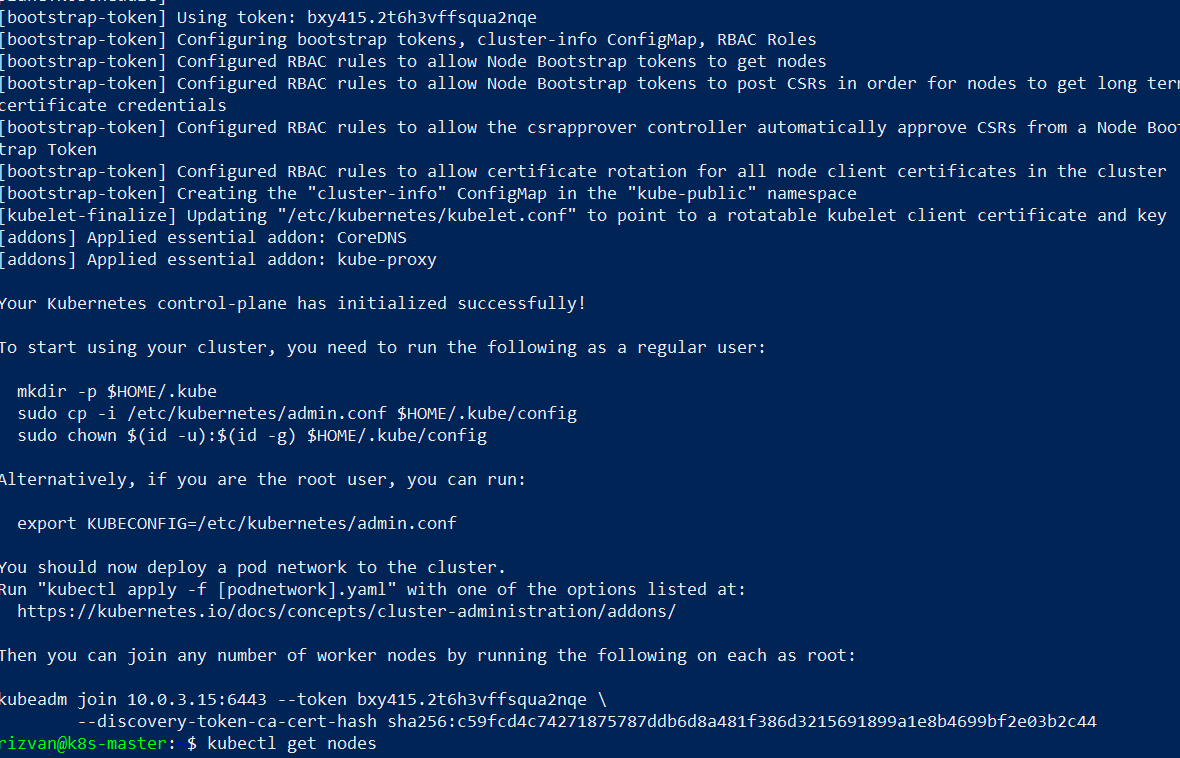 [bootstrap-token] Using token: bxy415.2t6h3vffsqua2nqe
[bootstrap-token] Configuring bootstrap tokens, cluster-info ConfigMap, RBAC Roles
[bootstrap-token] Configured RBAC rules to allow Node Bootstrap tokens to get nodes
[bootstrap-token] Configured RBAC rules to allow Node Bootstrap tokens to post CSRs in order for nodes to get long term
certificate credentials
[bootstrap-token] Configured RBAC rules to allow the csrapprover controller automatically approve CSRs from a Node Boot
trap Token
[bootstrap-token] Configured RBAC rules to allow certificate rotation for all node client certificates in the cluster
[bootstrap-token] Creating the "cluster-info" ConfigMap in the "kube-public" namespace
[kubelet-finalize] Updating "/etc/kubernetes/kubelet.conf" to point to a rotatable kubelet client certificate and key
[addons] Applied essential addon: CoreDNS
[addons] Applied essential addon: kube-proxy
Your Kubernetes control-plane has initialized successfully!
To start using your cluster, you need to run the following as a regular user:
mkdir -p $HOME/.kube
sudo cp -i /etc/kubernetes/admin.conf $HOME/.kube/config
sudo chown $(id -u):$(id -g) $HOME/.kube/config
Alternatively, if you are the root user, you can run:
export KUBECONFIG=/etc/kubernetes/admin.conf
You should now deploy a pod network to the cluster.
Run "kubectl apply -f [podnetwork].yaml" with one of the options listed at:
https://kubernetes.io/docs/concepts/cluster-administration/addons/
Then you can join any number of worker nodes by running the following on each as root:
kubeadm join 10.0.3.15:6443 --token bxy415.2t6h3vffsqua2nqe \
--discovery-token-ca-cert-hash sha256:c59fcd4c74271875787ddb6d8a481f386d3215691899a1e8b4699bf2e03b2c44
rizvan@k8s-master: $ kubectl get nodes